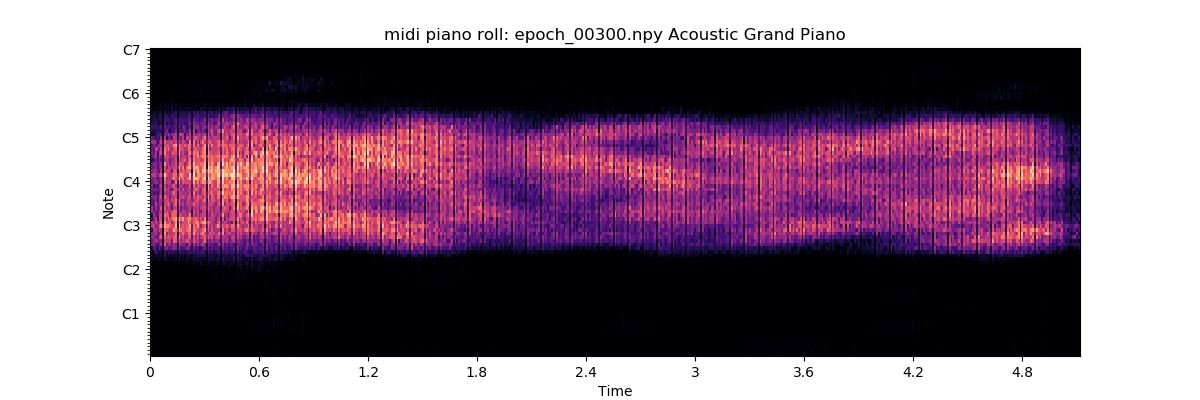 midi piano roll: epoch_00300.npy Acoustic Grand Piano
C7
C6
C5
C4
C3
C2
C1
Note
0 0.6 1.2 1.8 2.4 3 3.6 4.2 4.8
Time